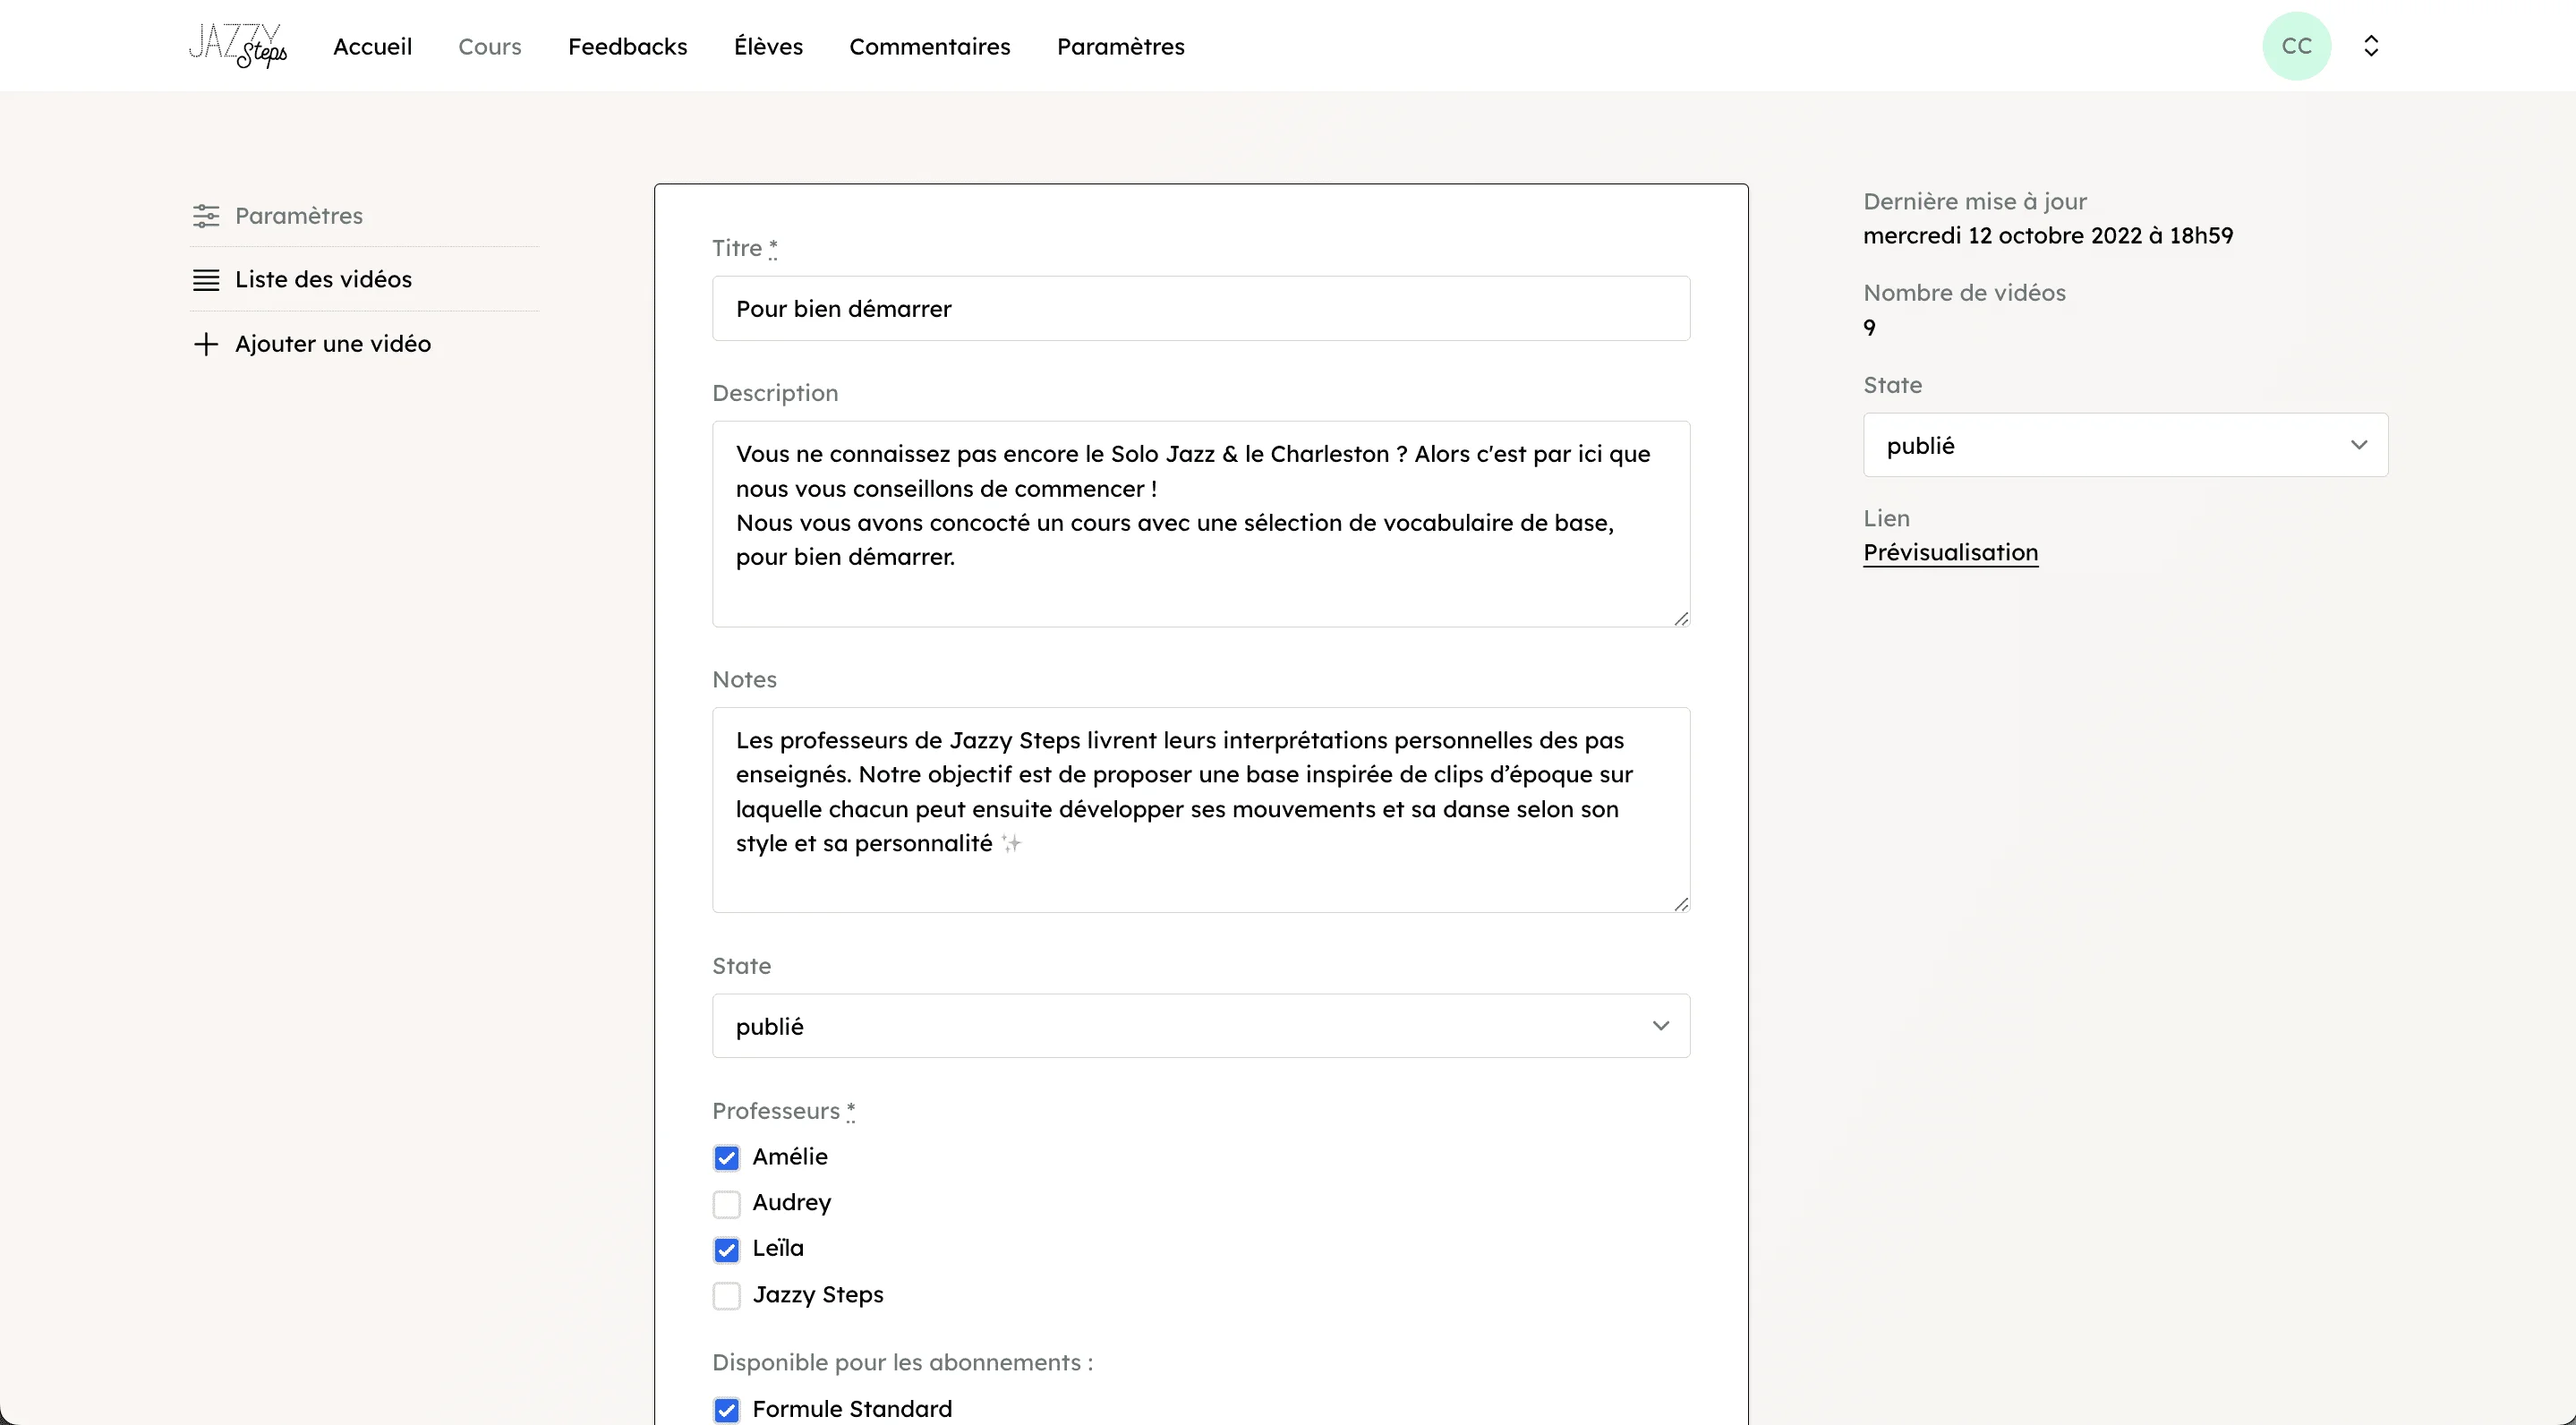 JAZZY Steps
Accueil
Cours
Feedbacks
Élèves
Commentaires
Paramètres
CC
Paramètres
Liste des vidéos
Ajouter une vidéo
Titre *
Pour bien démarrer
Description
Vous ne connaissez pas encore le Solo Jazz & le Charleston ? Alors c'est par ici que
nous vous conseillons de commencer !
Nous vous avons concocté un cours avec une sélection de vocabulaire de base,
pour bien démarrer.
Notes
Les professeurs de Jazzy Steps livrent leurs interprétations personnelles des pas
enseignés. Notre objectif est de proposer une base inspirée de clips d’époque sur
laquelle chacun peut ensuite développer ses mouvements et sa danse selon son
style et sa personnalité ✨
State
publié
Professeurs *
Amélie
Audrey
Leïla
Jazzy Steps
Disponible pour les abonnements :
Formule Standard
Dernière mise à jour
mercredi 12 octobre 2022 à 18h59
Nombre de vidéos
9
State
publié
Lien
Prévisualisation